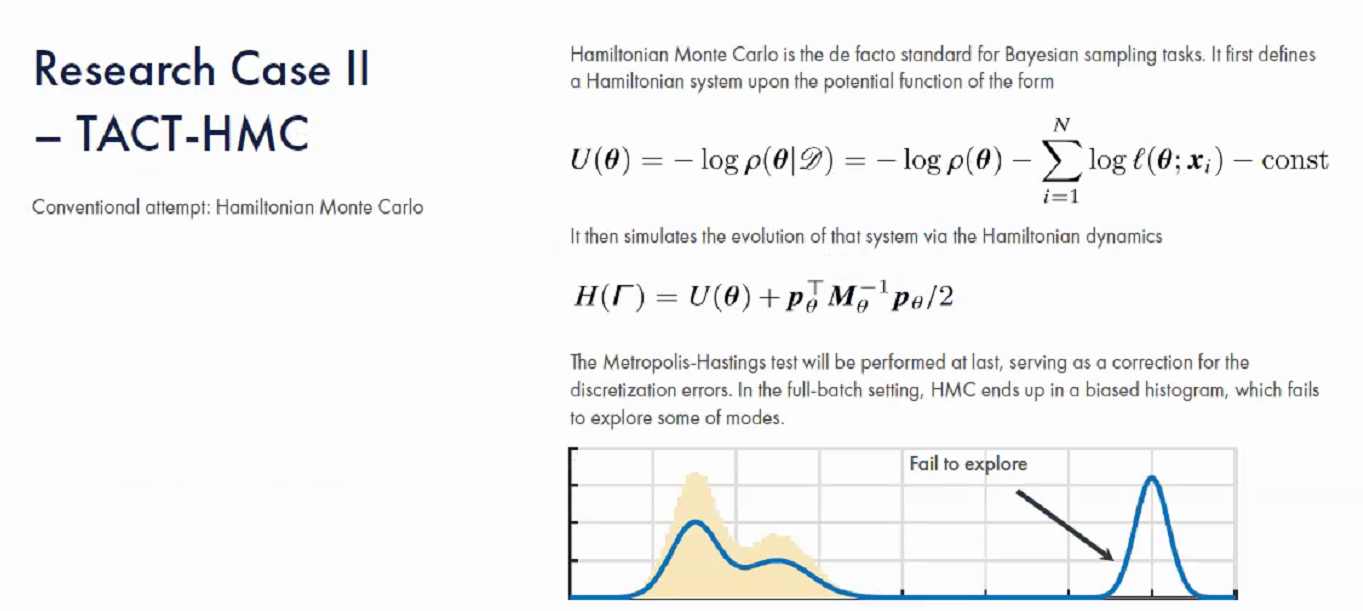 Research Case II
– TACT-HMC
Conventional attempt: Hamiltonian Monte Carlo
Hamiltonian Monte Carlo is the de facto standard for Bayesian sampling tasks. It first defines
a Hamiltonian system upon the potential function of the form
U(θ) = − log ρ(θ|𝒟) = − log ρ(θ) − ∑_{i=1}^{N} log ℓ(θ; x_i) − const
It then simulates the evolution of that system via the Hamiltonian dynamics
H(Γ) = U(θ) + p_θ^⊤ M_θ^{−1} p_θ/2
The Metropolis-Hastings test will be performed at last, serving as a correction for the
discretization errors. In the full-batch setting, HMC ends up in a biased histogram, which fails
to explore some of modes.
Fail to explore